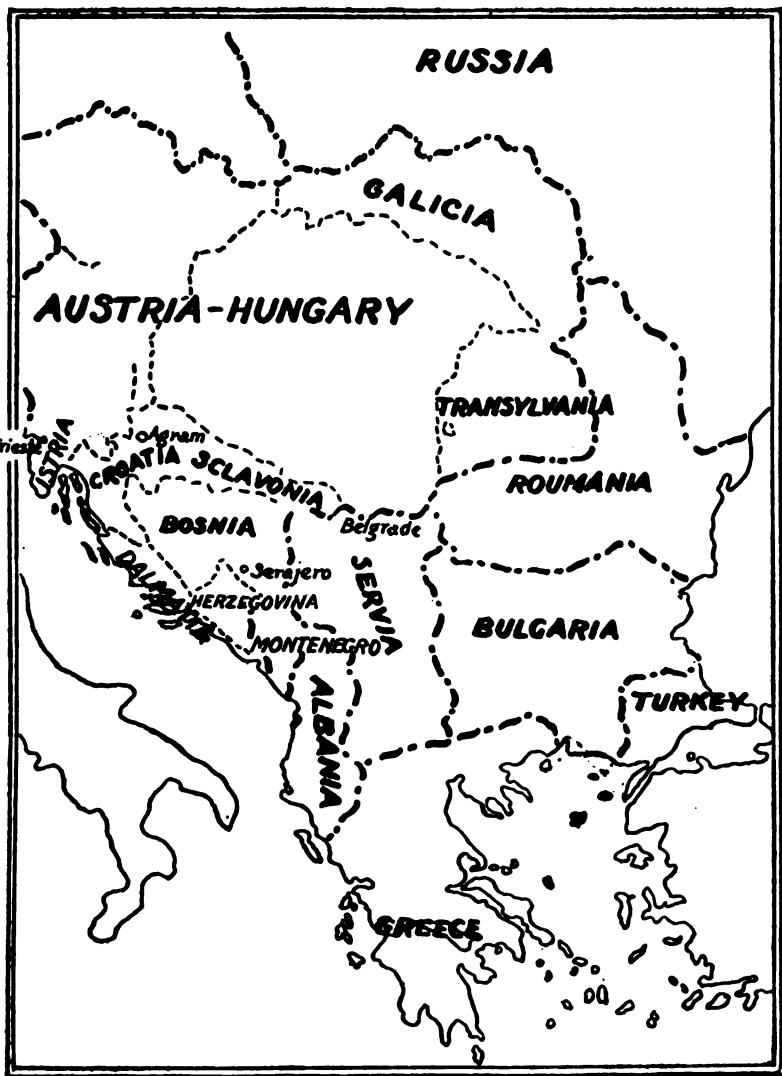 RUSSIA
GALICIA
AUSTRIA-HUNGARY
TRANSYLVANIA
ISTRIA
Agram
CROATIA SCLAVONIA
ROUMANIA
BOSNIA
Belgrade
DALMATIA
Serajero
SERVIA
HERZEGOVINA
BULGARIA
MONTENEGRO
ALBANIA
TURKEY
GREECE